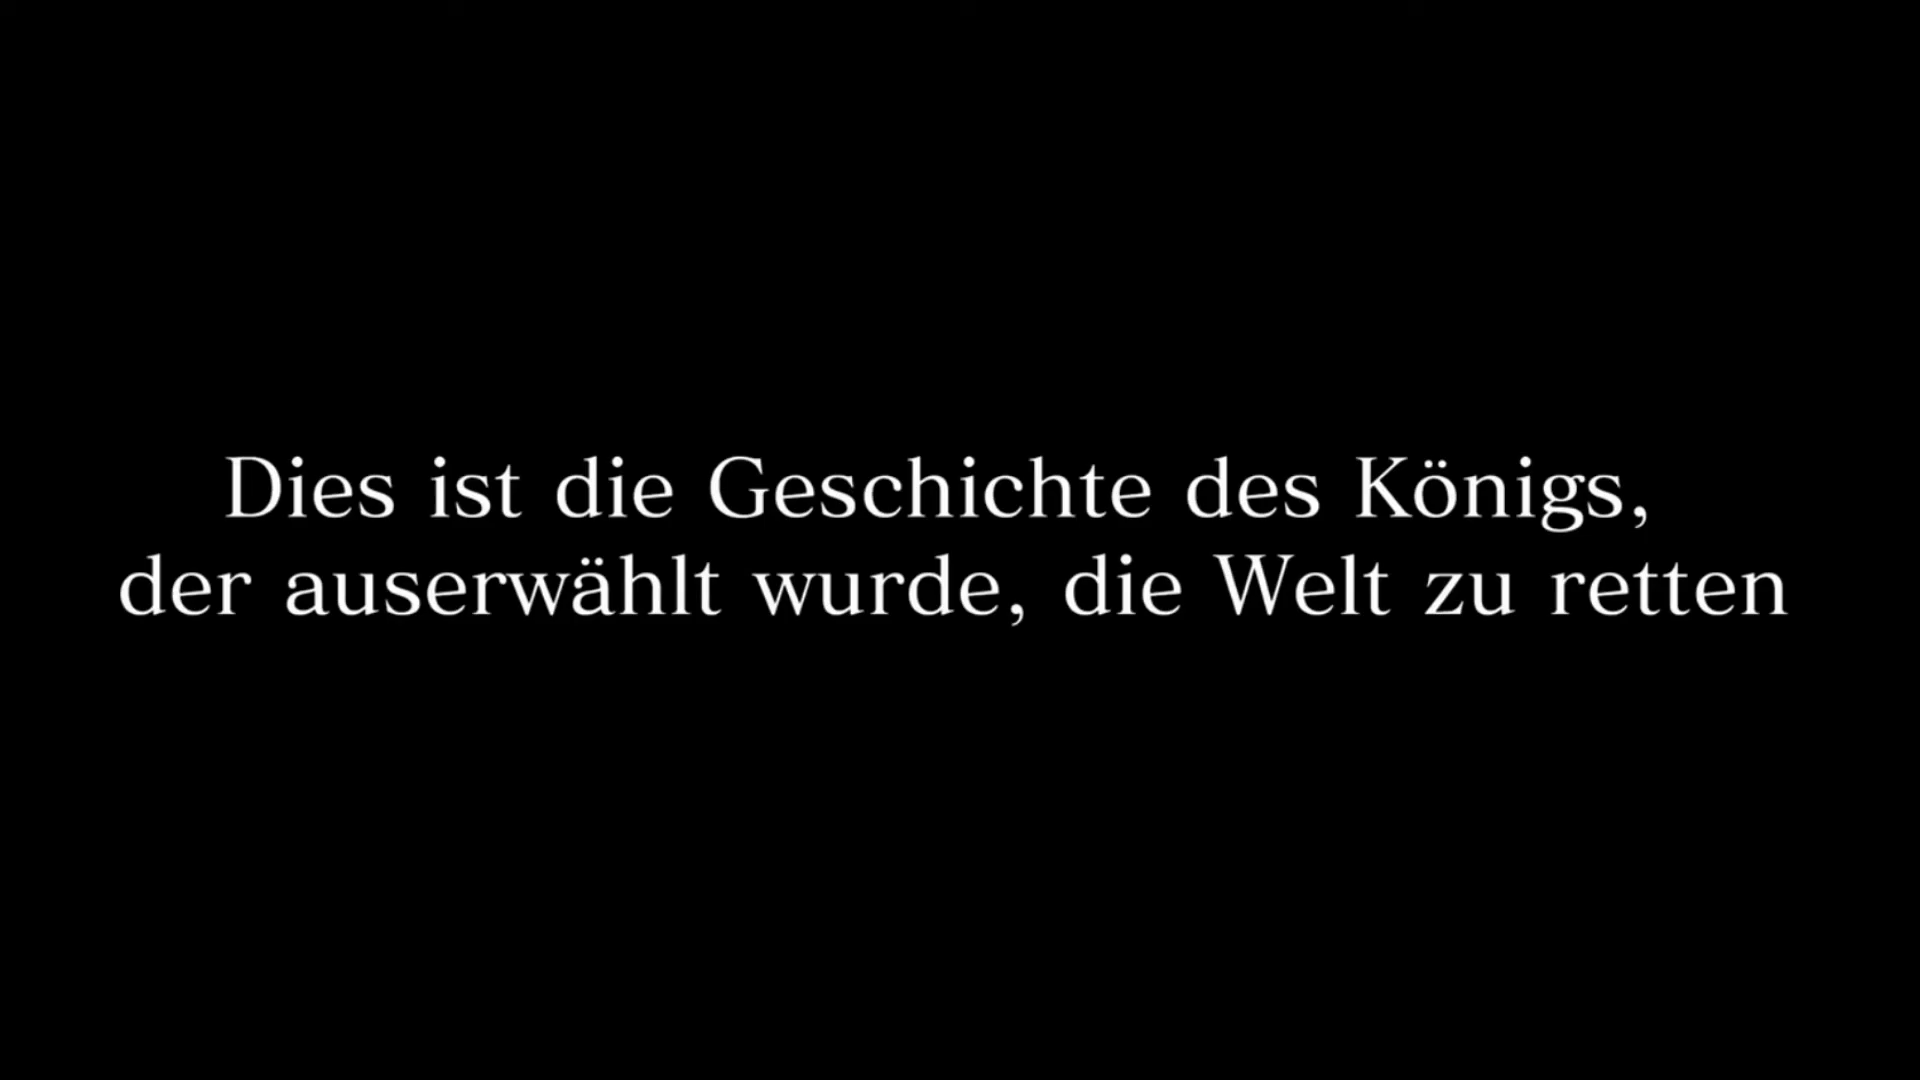 Dies ist die Geschichte des Königs,
der auserwählt wurde, die Welt zu retten